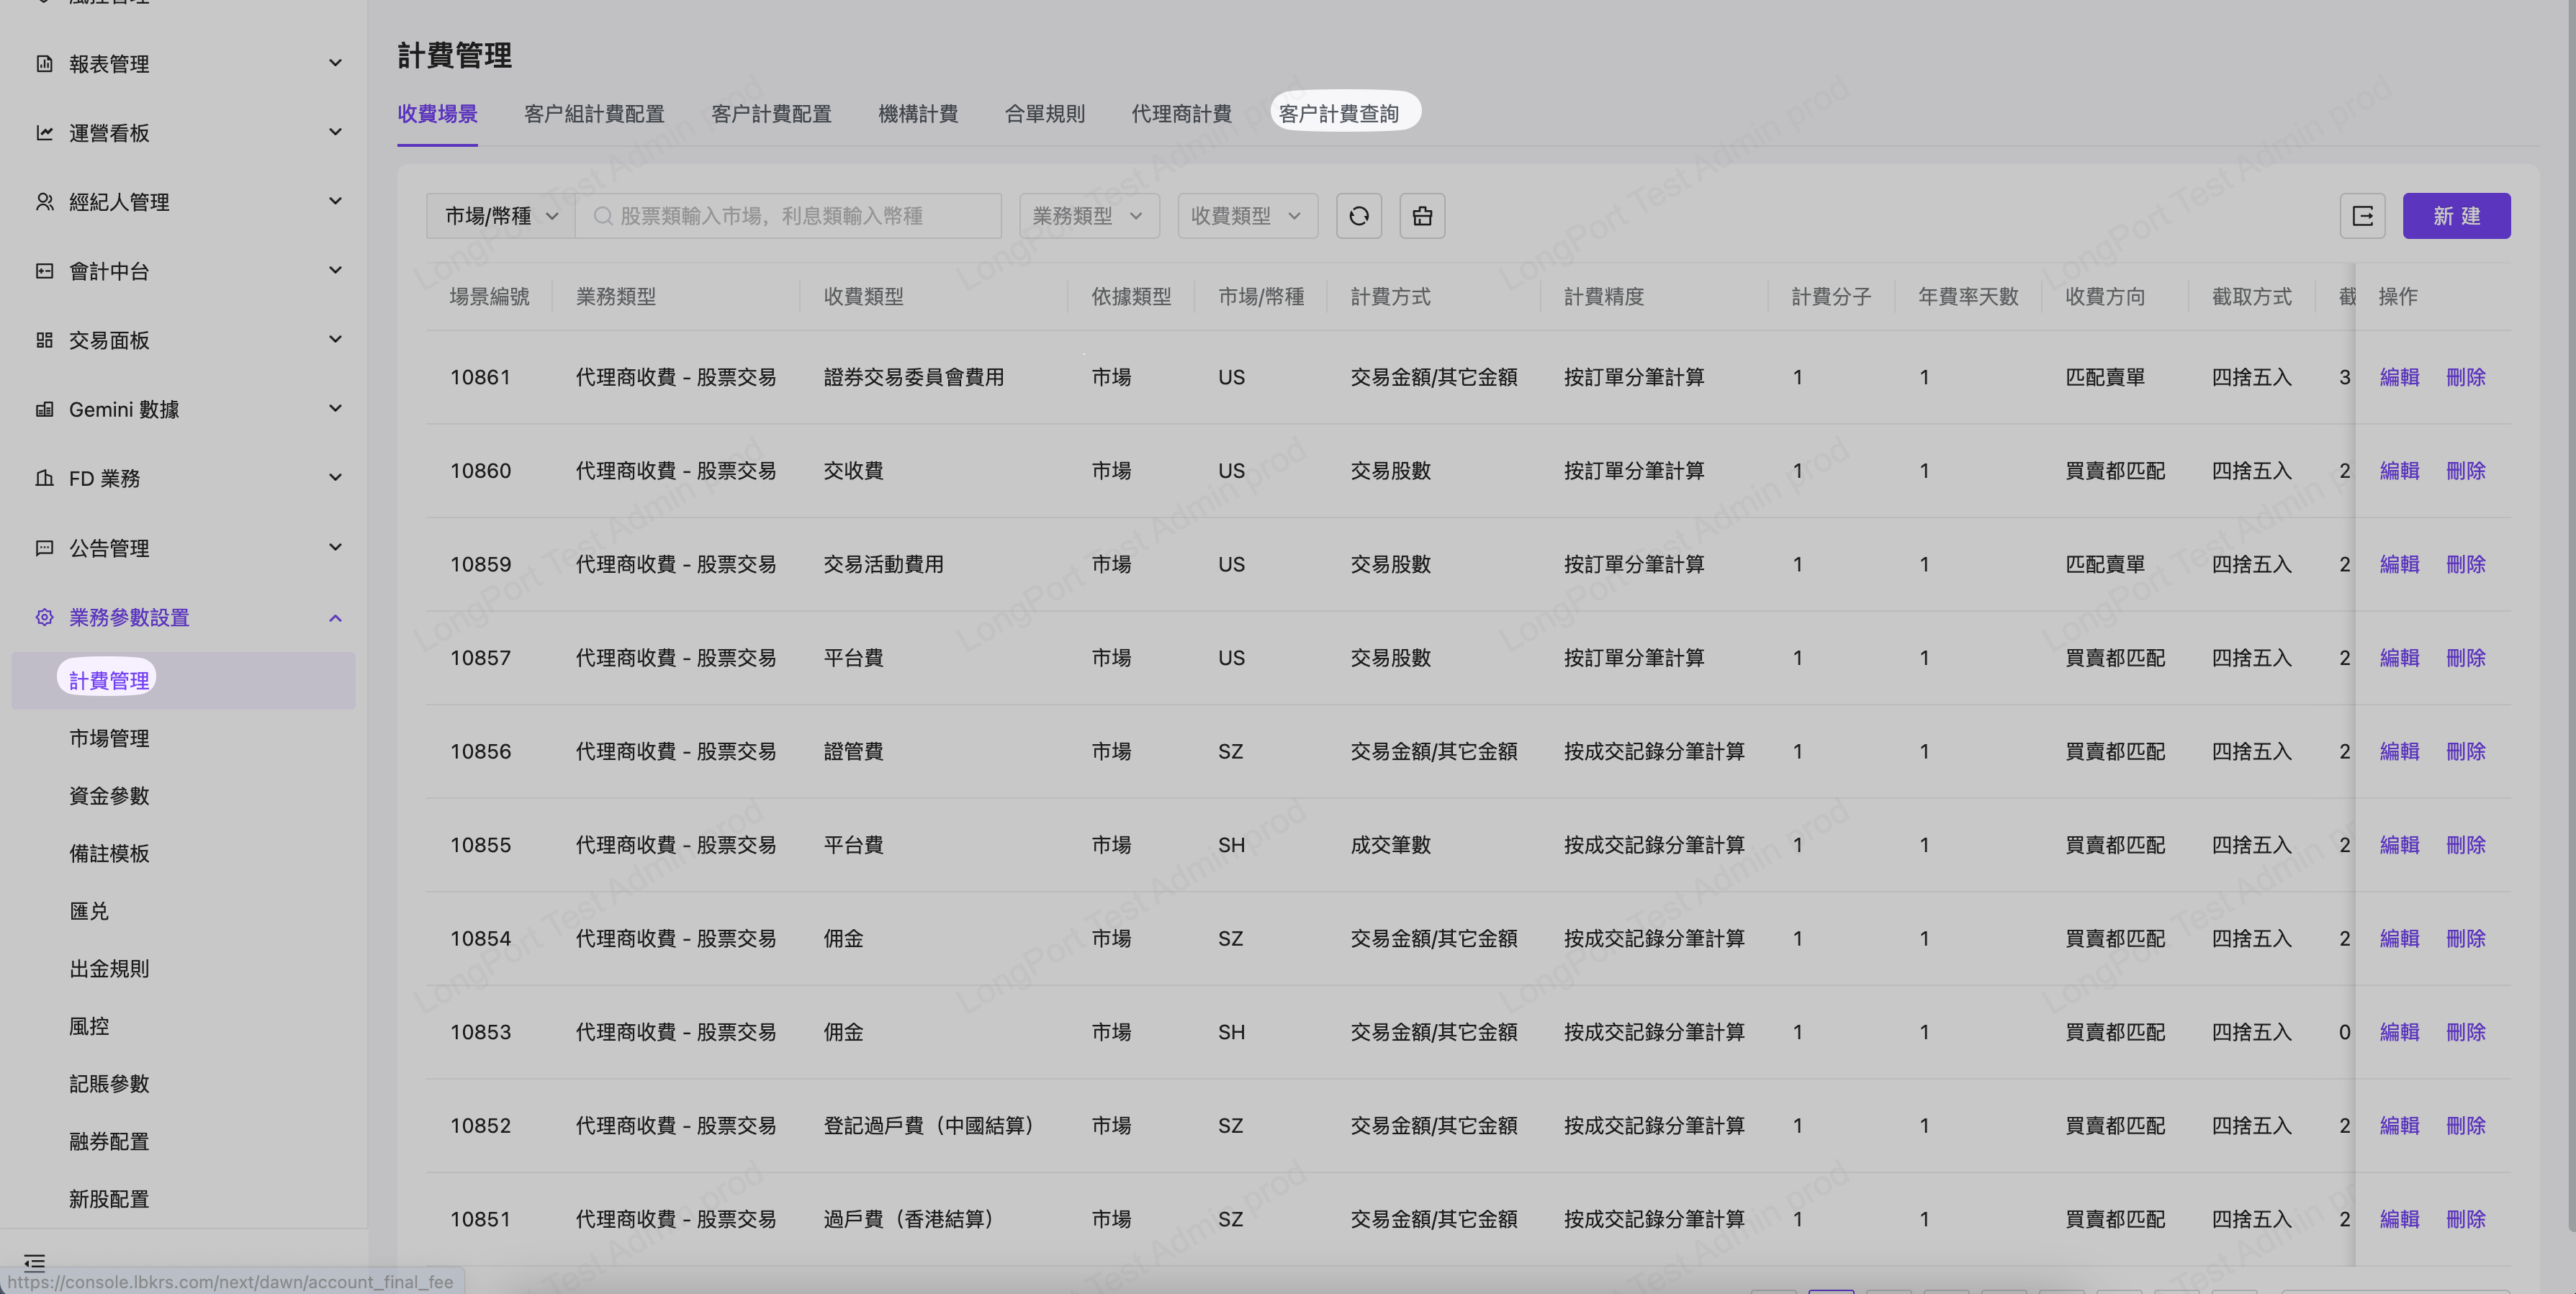 報表管理
運營看板
經紀人管理
會計中台
交易面板
Gemini 數據
FD 業務
公告管理
業務參數設置
計費管理
市場管理
資金參數
備註模板
匯兑
出金規則
風控
記賬參數
融券配置
新股配置
https://console.lbkrs.com/next/dawn/account_final_fee
計費管理
收費場景 客户組計費配置 客户計費配置 機構計費 合單規則 代理商計費 客户計費查詢
市場/幣種 股票類輸入市場，利息類輸入幣種 業務類型 收費類型 新 建
場景編號 業務類型 收費類型 依據類型 市場/幣種 計費方式 計費精度 計費分子 年費率天數 收費方向 截取方式 截 操作
10861 代理商收費 - 股票交易 證券交易委員會費用 市場 US 交易金額/其它金額 按訂單分筆計算 1 1 匹配賣單 四捨五入 3 編輯 刪除
10860 代理商收費 - 股票交易 交收費 市場 US 交易股數 按訂單分筆計算 1 1 買賣都匹配 四捨五入 2 編輯 刪除
10859 代理商收費 - 股票交易 交易活動費用 市場 US 交易股數 按訂單分筆計算 1 1 匹配賣單 四捨五入 2 編輯 刪除
10857 代理商收費 - 股票交易 平台費 市場 US 交易股數 按訂單分筆計算 1 1 買賣都匹配 四捨五入 2 編輯 刪除
10856 代理商收費 - 股票交易 證管費 市場 SZ 交易金額/其它金額 按成交記錄分筆計算 1 1 買賣都匹配 四捨五入 2 編輯 刪除
10855 代理商收費 - 股票交易 平台費 市場 SH 成交筆數 按成交記錄分筆計算 1 1 買賣都匹配 四捨五入 2 編輯 刪除
10854 代理商收費 - 股票交易 佣金 市場 SZ 交易金額/其它金額 按成交記錄分筆計算 1 1 買賣都匹配 四捨五入 2 編輯 刪除
10853 代理商收費 - 股票交易 佣金 市場 SH 交易金額/其它金額 按成交記錄分筆計算 1 1 買賣都匹配 四捨五入 0 編輯 刪除
10852 代理商收費 - 股票交易 登記過戶費（中國結算） 市場 SZ 交易金額/其它金額 按成交記錄分筆計算 1 1 買賣都匹配 四捨五入 2 編輯 刪除
10851 代理商收費 - 股票交易 過戶費（香港結算） 市場 SZ 交易金額/其它金額 按成交記錄分筆計算 1 1 買賣都匹配 四捨五入 2 編輯 刪除
LongPort Test Admin prod